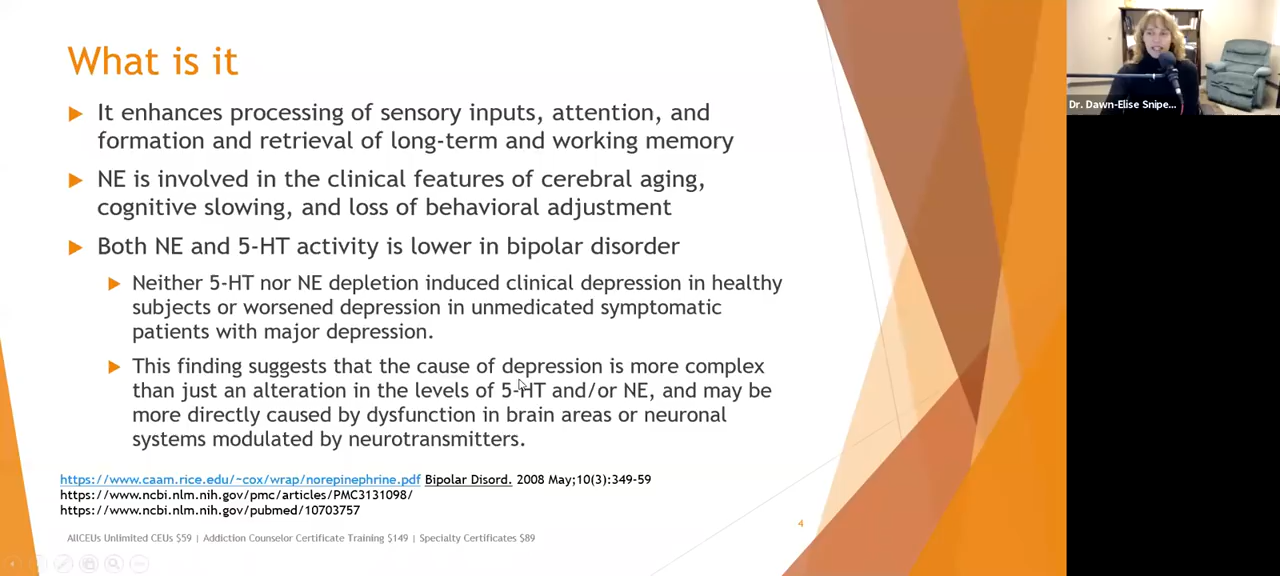 What is it
It enhances processing of sensory inputs, attention, and
formation and retrieval of long-term and working memory
NE is involved in the clinical features of cerebral aging,
cognitive slowing, and loss of behavioral adjustment
Both NE and 5-HT activity is lower in bipolar disorder
Neither 5-HT nor NE depletion induced clinical depression in healthy
subjects or worsened depression in unmedicated symptomatic
patients with major depression.
This finding suggests that the cause of depression is more complex
than just an alteration in the levels of 5-HT and/or NE, and may be
more directly caused by dysfunction in brain areas or neuronal
systems modulated by neurotransmitters.
https://www.caam.rice.edu/~cox/wrap/norepinephrine.pdf Bipolar Disord. 2008 May;10(3):349-59
https://www.ncbi.nlm.nih.gov/pmc/articles/PMC3131098/
https://www.ncbi.nlm.nih.gov/pubmed/10703757
4
AllCEUs Unlimited CEUs $59 | Addiction Counselor Certificate Training $149 | Specialty Certificates $89
Dr. Dawn-Elise Snipe...